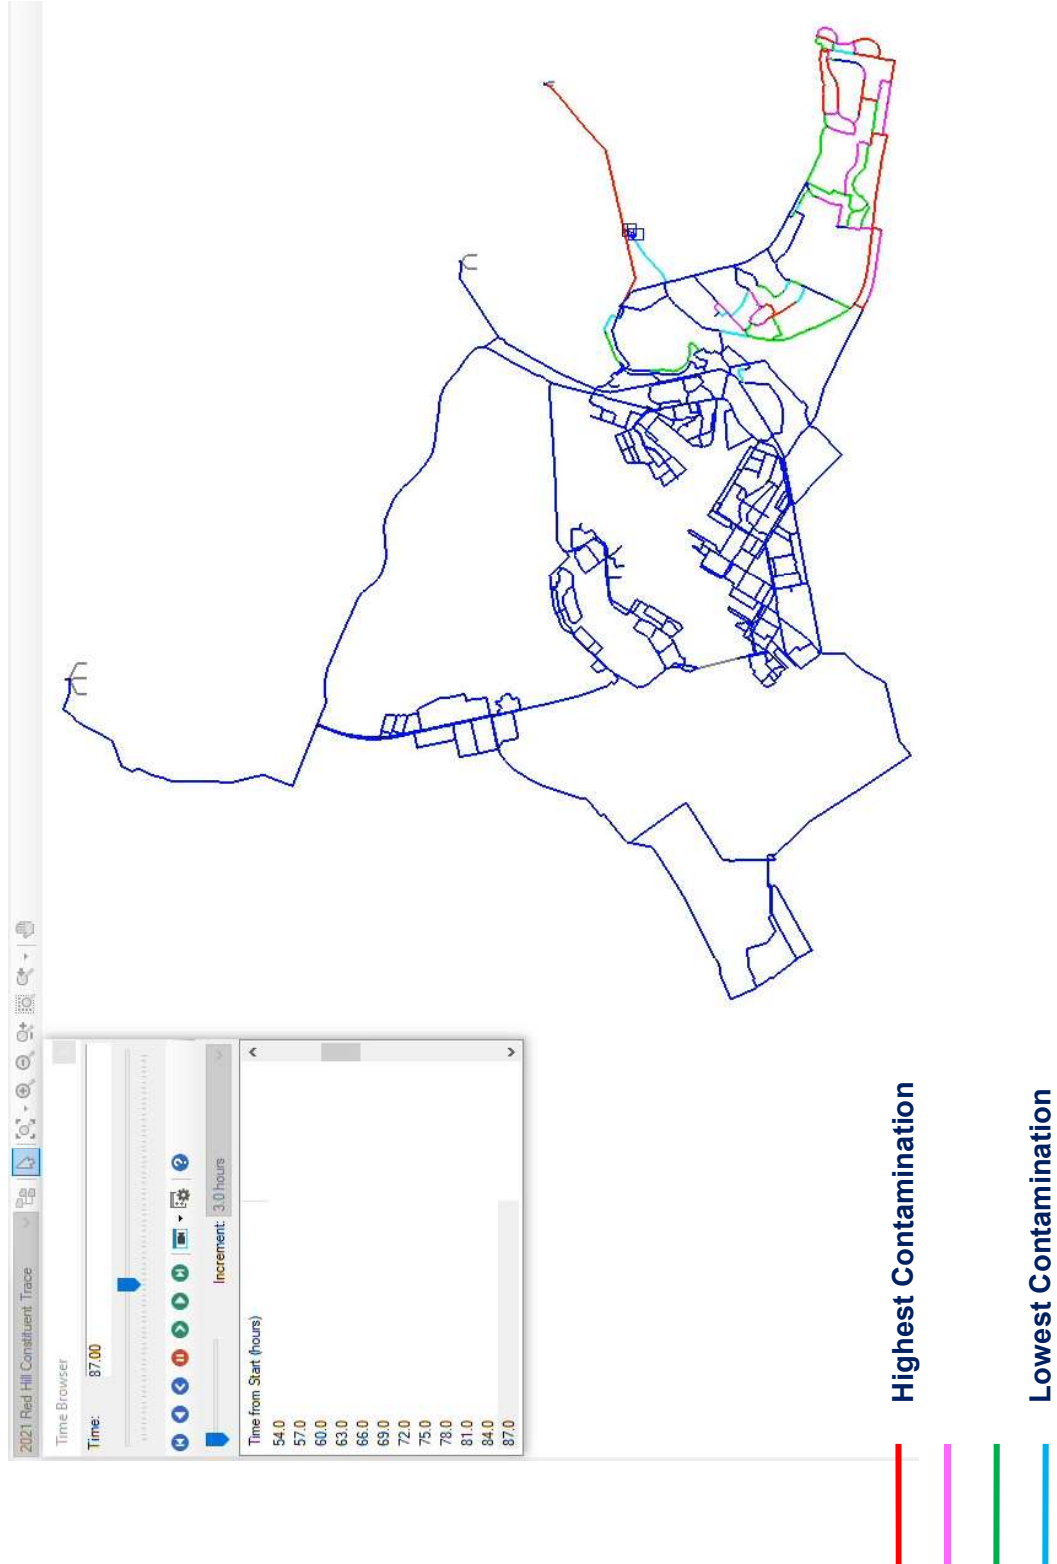 2021 Red Hill Constituent Trace
Time Browser
Time: 87.00
Increment: 3.0 hours
Time from Start (hours)
54.0
57.0
60.0
63.0
66.0
69.0
72.0
75.0
78.0
81.0
84.0
87.0
Highest Contamination
Lowest Contamination